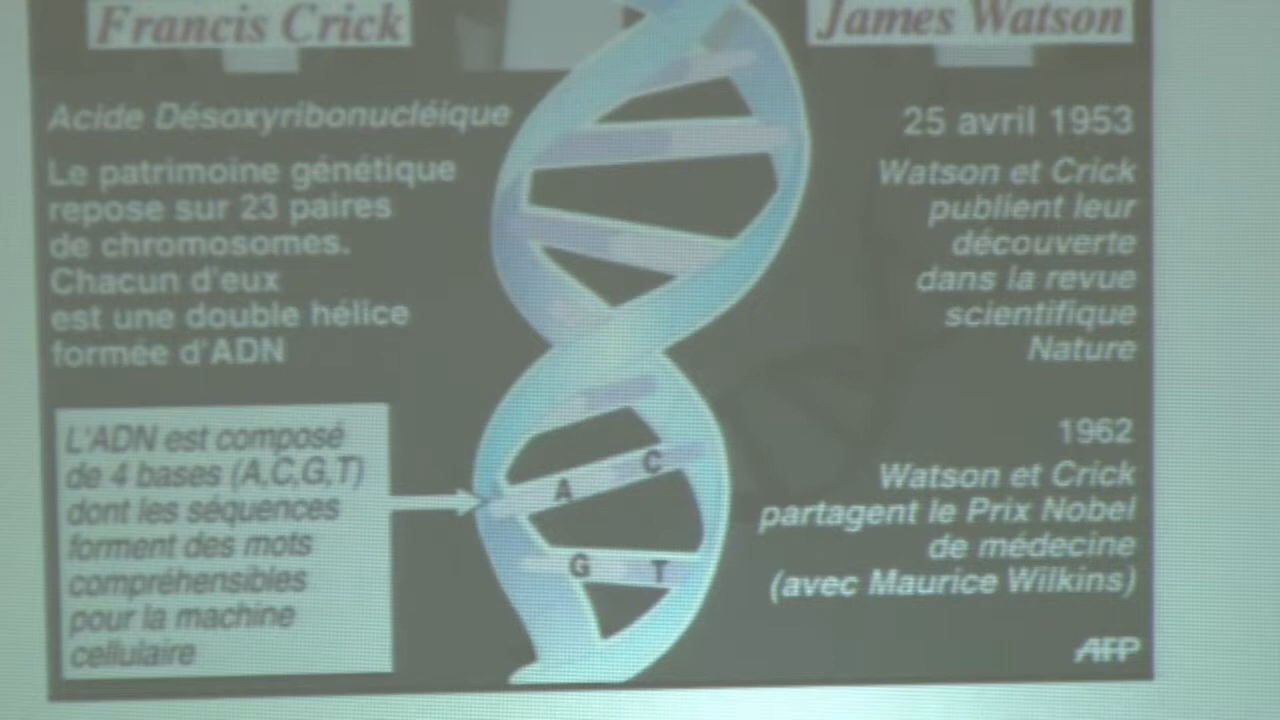 Francis Crick
James Watson
Acide Désoxyribonucléique
Le patrimoine génétique
repose sur 23 paires
de chromosomes.
Chacun d'eux
est une double hélice
formée d'ADN
L'ADN est composé
de 4 bases (A,C,G,T)
dont les séquences
forment des mots
compréhensibles
pour la machine
cellulaire
C
A
G T
25 avril 1953
Watson et Crick
publient leur
découverte
dans la revue
scientifique
Nature
1962
Watson et Crick
partagent le Prix Nobel
de médecine
(avec Maurice Wilkins)
AFP